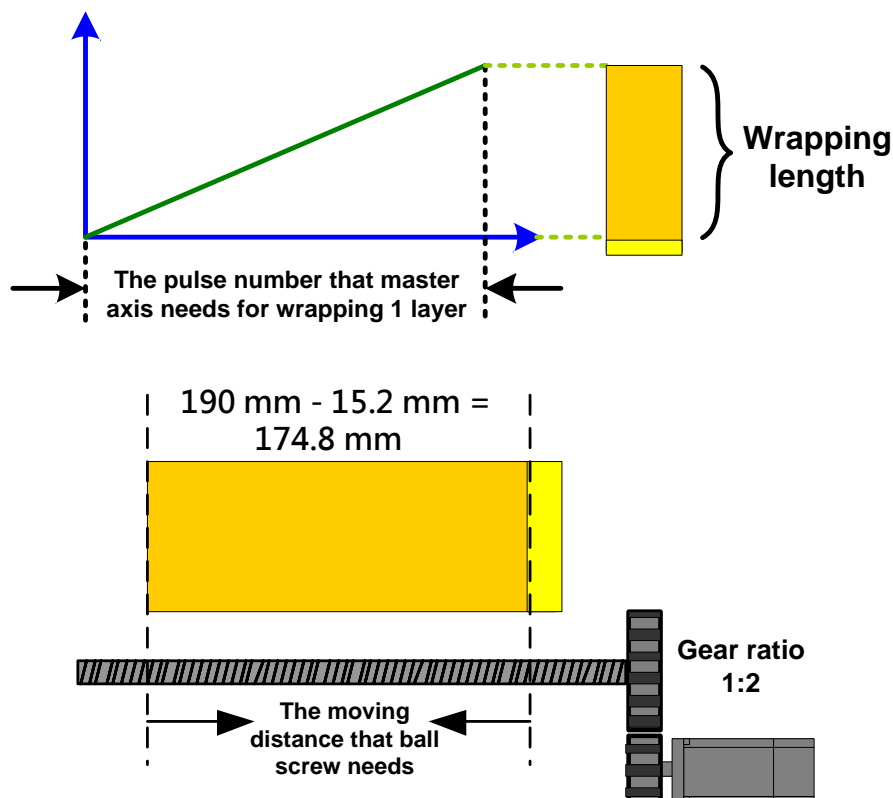 Wrapping
length
The pulse number that master
axis needs for wrapping 1 layer
190 mm - 15.2 mm =
174.8 mm
Gear ratio
1:2
The moving
distance that ball
screw needs